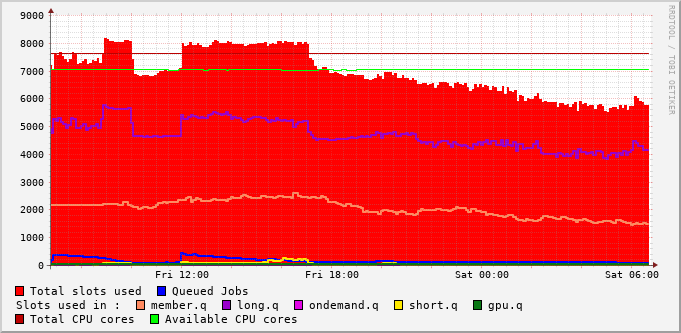 9000
8000
7000
6000
5000
4000
3000
2000
1000
0
Fri 12:00 Fri 18:00 Sat 00:00 Sat 06:00
RRDTOOL / TOBI OETIKER
Total slots used Queued Jobs
Slots used in : member.q long.q ondemand.q short.q gpu.q
Total CPU cores Available CPU cores